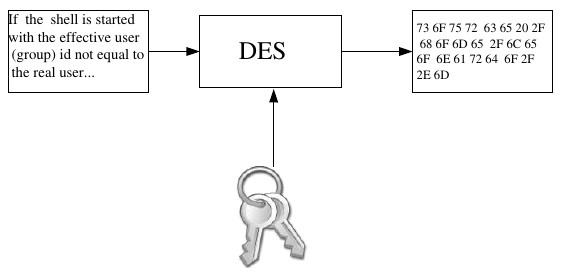 If the shell is started
with the effective user
(group) id not equal to
the real user...
DES
73 6F 75 72 63 65 20 2F
68 6F 6D 65 2F 6C 65
6F 6E 61 72 64 6F 2F
2E 6D